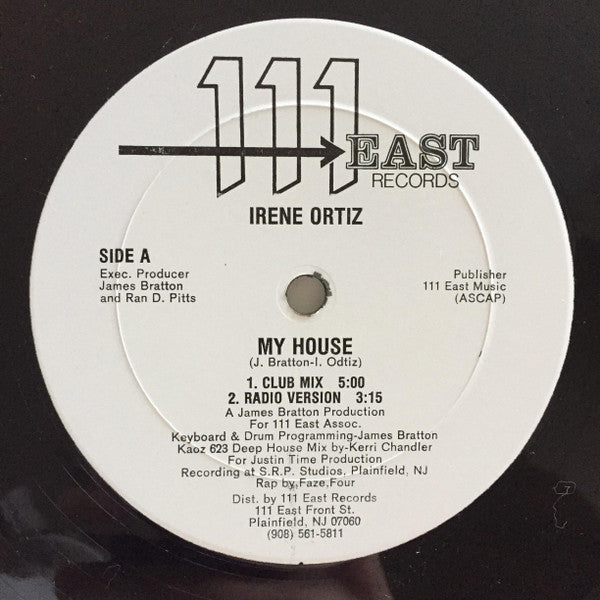 111 EAST
RECORDS
IRENE ORTIZ
SIDE A
Exec. Producer
James Bratton
and Ran D. Pitts
Publisher
111 East Music
(ASCAP)
MY HOUSE
(J. Bratton-I. Odtiz)
1. CLUB MIX 5:00
2. RADIO VERSION 3:15
A James Bratton Production
For 111 East Assoc.
Keyboard & Drum Programming-James Bratton
Kaoz 623 Deep House Mix by-Kerri Chandler
For Justin Time Production
Recording at S.R.P. Studios, Plainfield, NJ
Rap by,Faze,Four
Dist. by 111 East Records
111 East Front St.
Plainfield, NJ 07060
(908) 561-5811